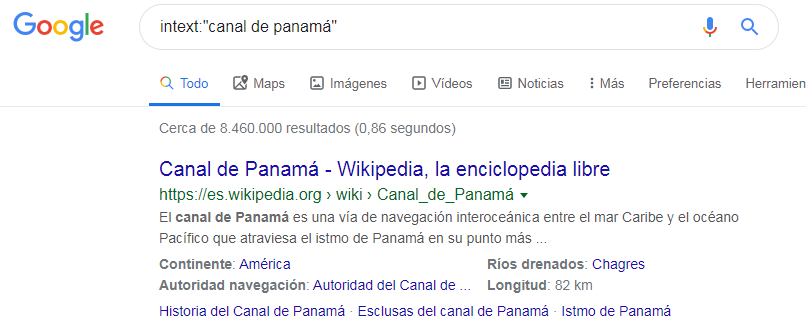 Google intext:"canal de panamá"
Todo Maps Imágenes Vídeos Noticias Más Preferencias Herramien
Cerca de 8.460.000 resultados (0,86 segundos)
Canal de Panamá - Wikipedia, la enciclopedia libre
https://es.wikipedia.org › wiki › Canal_de_Panamá
El canal de Panamá es una vía de navegación interoceánica entre el mar Caribe y el océano
Pacífico que atraviesa el istmo de Panamá en su punto más ...
Continente: América Ríos drenados: Chagres
Autoridad navegación: Autoridad del Canal de ... Longitud: 82 km
Historia del Canal de Panamá · Esclusas del canal de Panamá · Istmo de Panamá